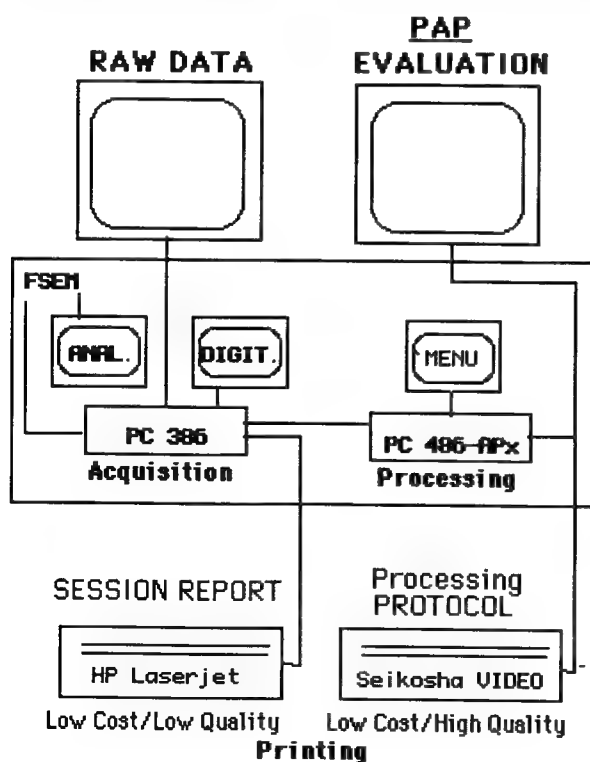 PAP
RAW DATA
EVALUATION
FSEM
ANAL.
DIGIT.
MENU
PC 386
PC 486-APx
Acquisition
Processing
SESSION REPORT
Processing
PROTOCOL
HP Laserjet
Seikosha VIDEO
Low Cost/Low Quality
Low Cost/High Quality
Printing